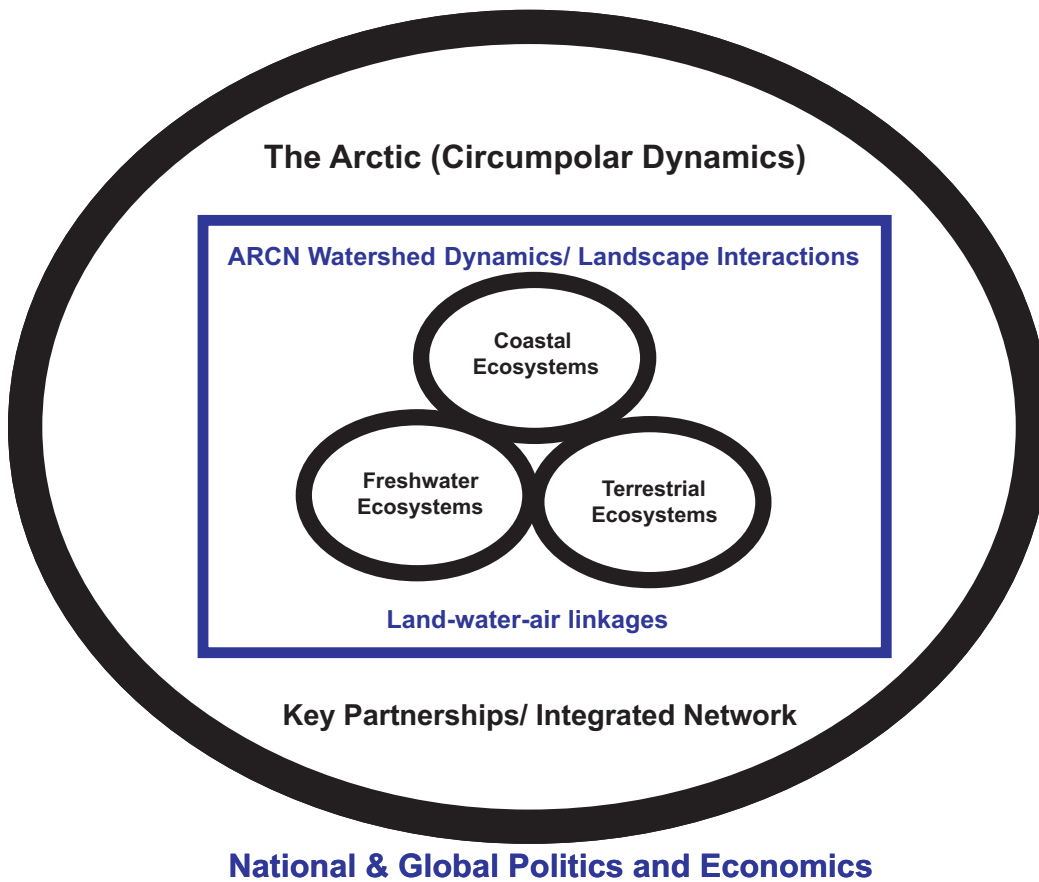 The Arctic (Circumpolar Dynamics)
ARCN Watershed Dynamics/ Landscape Interactions
Coastal
Ecosystems
Freshwater
Ecosystems
Terrestrial
Ecosystems
Land-water-air linkages
Key Partnerships/ Integrated Network
National & Global Politics and Economics